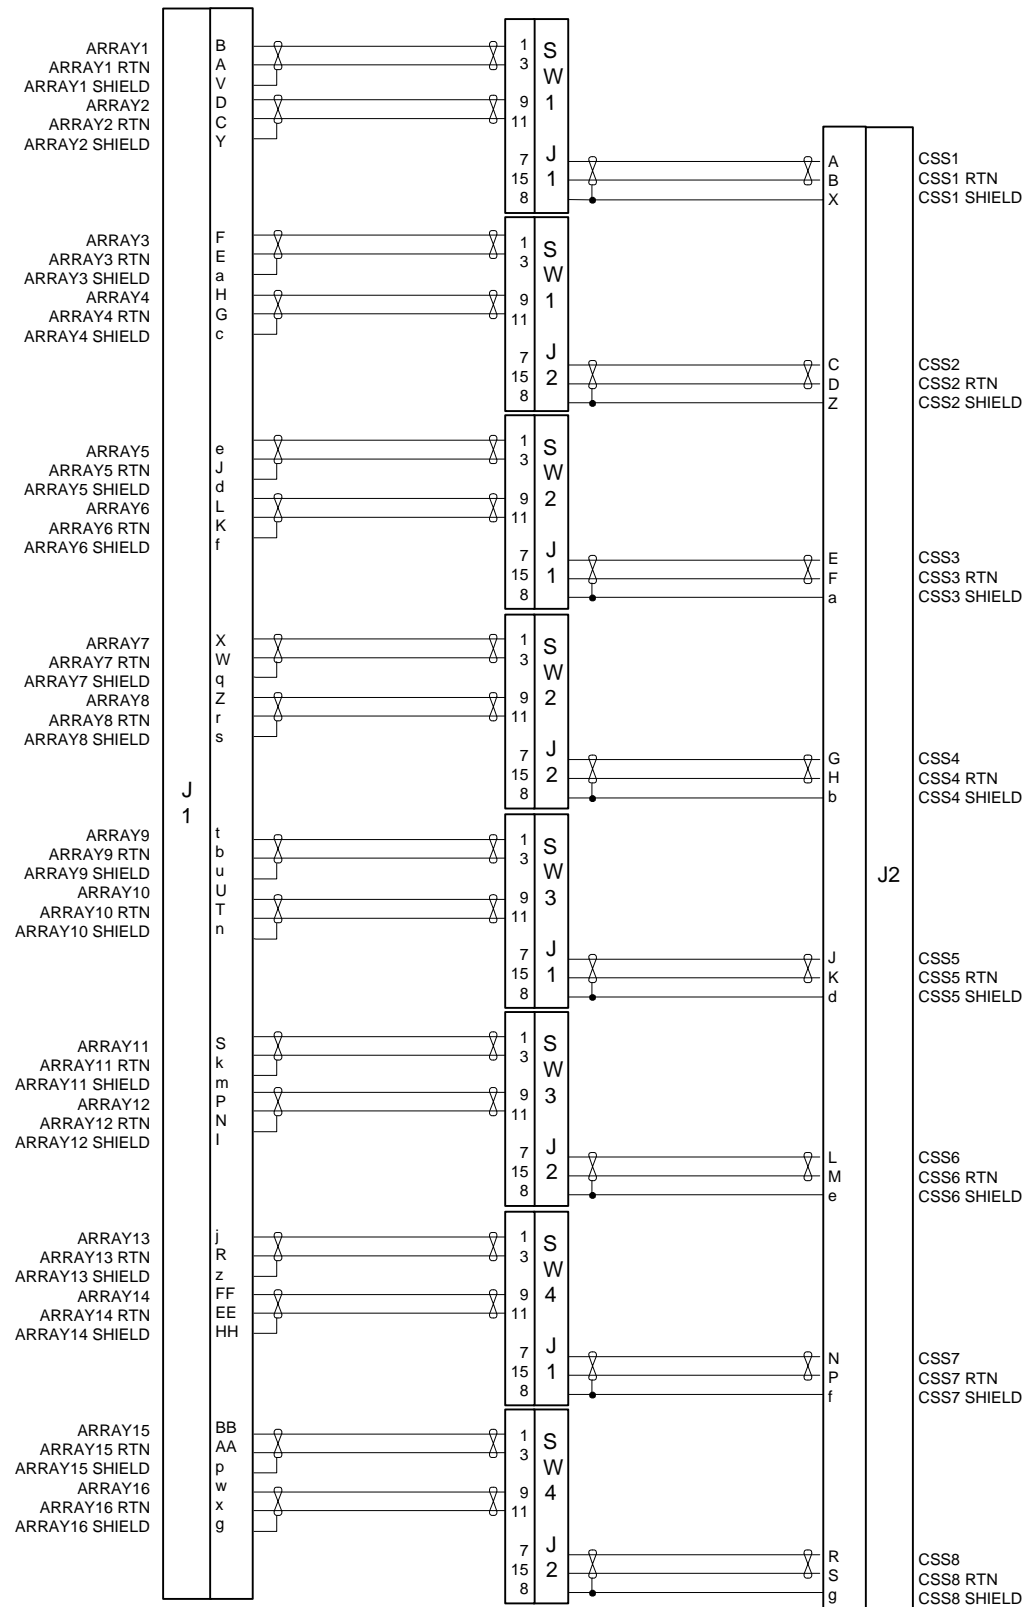 ARRAY1 B
ARRAY1 RTN A
ARRAY1 SHIELD V
ARRAY2 D
ARRAY2 RTN C
ARRAY2 SHIELD Y
ARRAY3 F
ARRAY3 RTN E
ARRAY3 SHIELD a
ARRAY4 H
ARRAY4 RTN G
ARRAY4 SHIELD c
ARRAY5 e
ARRAY5 RTN J
ARRAY5 SHIELD d
ARRAY6 L
ARRAY6 RTN K
ARRAY6 SHIELD f
ARRAY7 X
ARRAY7 RTN W
ARRAY7 SHIELD q
ARRAY8 Z
ARRAY8 RTN r
ARRAY8 SHIELD s
J
1
ARRAY9 t
ARRAY9 RTN b
ARRAY9 SHIELD u
ARRAY10 U
ARRAY10 RTN T
ARRAY10 SHIELD n
ARRAY11 S
ARRAY11 RTN k
ARRAY11 SHIELD m
ARRAY12 P
ARRAY12 RTN N
ARRAY12 SHIELD l
ARRAY13 j
ARRAY13 RTN R
ARRAY13 SHIELD z
ARRAY14 FF
ARRAY14 RTN EE
ARRAY14 SHIELD HH
ARRAY15 BB
ARRAY15 RTN AA
ARRAY15 SHIELD p
ARRAY16 w
ARRAY16 RTN x
ARRAY16 SHIELD g
1
3
9
11
7
15
8
S
W
1
J
1
1
3
9
11
7
15
8
S
W
1
J
2
1
3
9
11
7
15
8
S
W
2
J
1
1
3
9
11
7
15
8
S
W
2
J
2
1
3
9
11
7
15
8
S
W
3
J
1
1
3
9
11
7
15
8
S
W
3
J
2
1
3
9
11
7
15
8
S
W
4
J
1
1
3
9
11
7
15
8
S
W
4
J
2
A CSS1
B CSS1 RTN
X CSS1 SHIELD
C CSS2
D CSS2 RTN
Z CSS2 SHIELD
E CSS3
F CSS3 RTN
a CSS3 SHIELD
G CSS4
H CSS4 RTN
b CSS4 SHIELD
J2
J CSS5
K CSS5 RTN
d CSS5 SHIELD
L CSS6
M CSS6 RTN
e CSS6 SHIELD
N CSS7
P CSS7 RTN
f CSS7 SHIELD
R CSS8
S CSS8 RTN
g CSS8 SHIELD